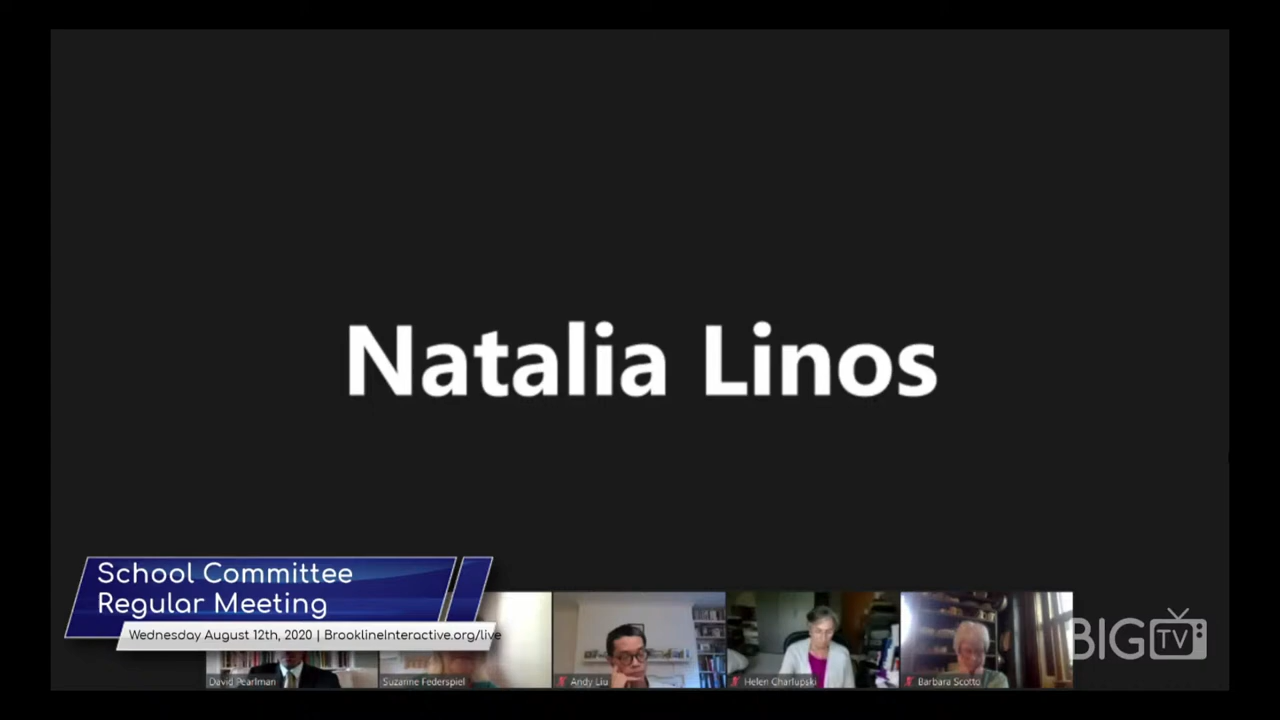 Natalia Linos
School Committee
Regular Meeting
Wednesday August 12th, 2020 | BrooklineInteractive.org/live
David Pearlman
Suzanne Federspiel
Andy Liu
Helen Charlupski
Barbara Scotto
BIG TV